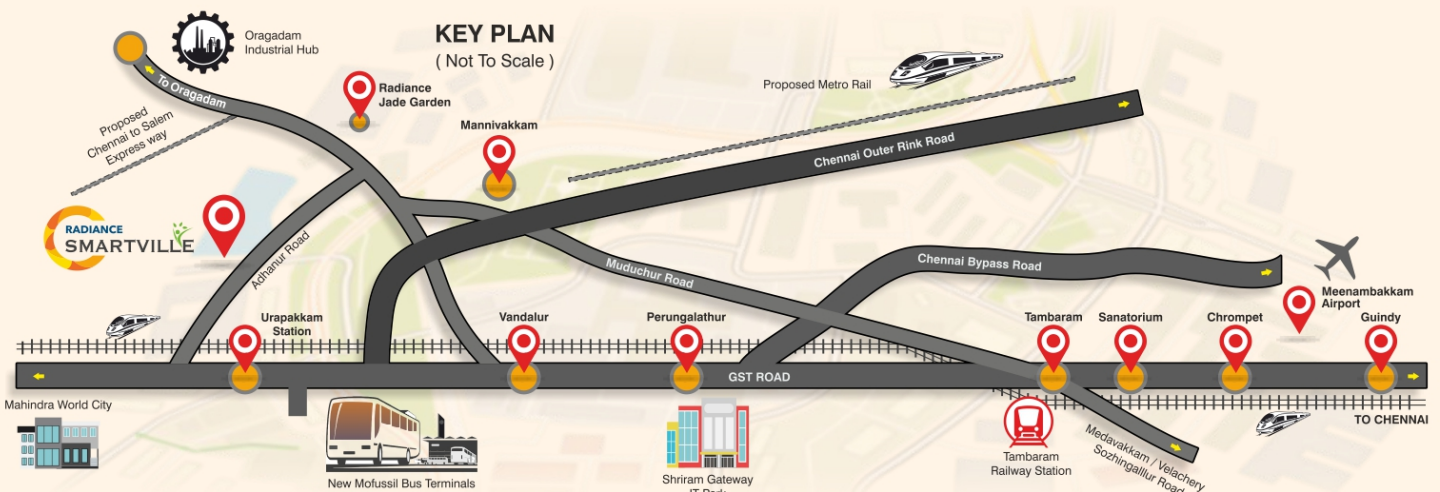 KEY PLAN
( Not To Scale )
Oragadam
Industrial Hub
To Oragadam
Radiance
Jade Garden
Proposed
Chennai to Salem
Express way
Mannivakkam
Proposed Metro Rail
Chennai Outer Rink Road
RADIANCE
SMARTVILLE
Adhanur Road
Muduchur Road
Chennai Bypass Road
Meenambakkam
Airport
Urapakkam
Station
Vandalur
Perungalathur
Tambaram
Sanatorium
Chrompet
Guindy
GST ROAD
Mahindra World City
TO CHENNAI
New Mofussil Bus Terminals
Shriram Gateway
IT Park
Tambaram
Railway Station
Medavakkam / Velachery
Sozhingalllur Road